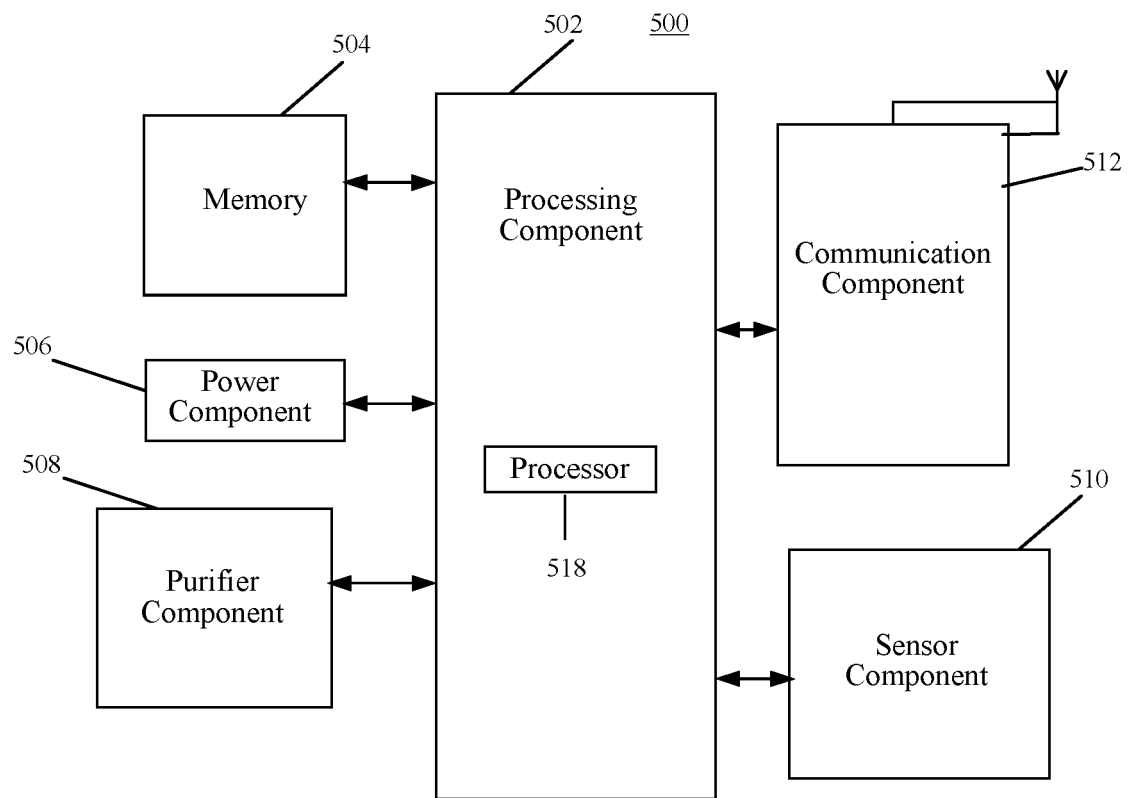 502
500
504
Memory
Processing
Component
512
Communication
Component
506
Power
Component
508
Processor
510
518
Purifier
Component
Sensor
Component